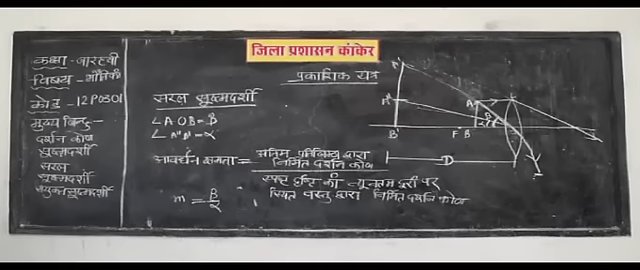 जिला प्रशासन कांकेर
कक्षा - बारहवीं
विषय - भौतिकी
कोड - 12P0301
मुख्य बिन्दु -
दर्शन कोण
सूक्ष्मदर्शी
सरल
सूक्ष्मदर्शी
संयुक्त सूक्ष्मदर्शी
प्रकाशिक यंत्र
सरल सूक्ष्मदर्शी
∠AOB = β
∠A"B' = α
आवर्धन क्षमता = अंतिम प्रतिबिम्ब द्वारा
निर्मित दर्शन कोण
स्पष्ट दृष्टि की न्यूनतम दूरी पर
स्थित वस्तु द्वारा निर्मित दर्शन कोण
m = β/α
A'
A"
B'
F B
A
D